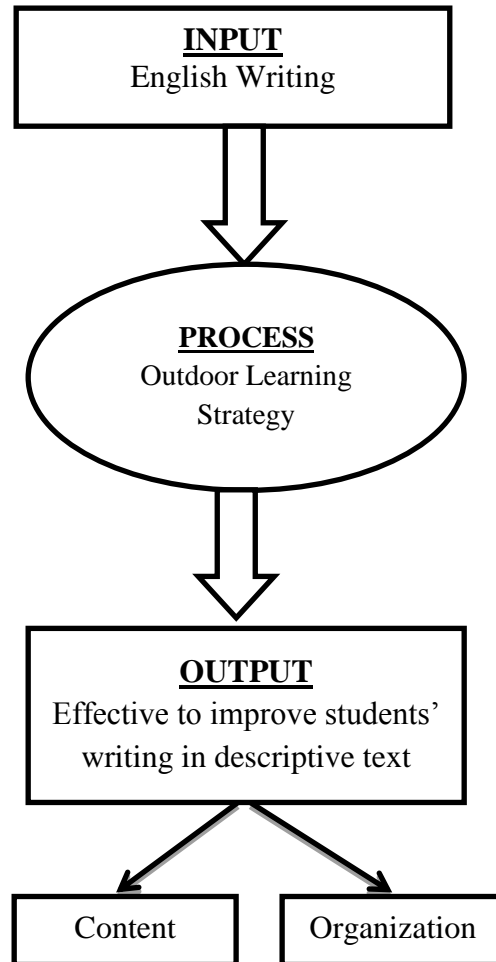 INPUT
English Writing
PROCESS
Outdoor Learning
Strategy
OUTPUT
Effective to improve students’
writing in descriptive text
Content
Organization